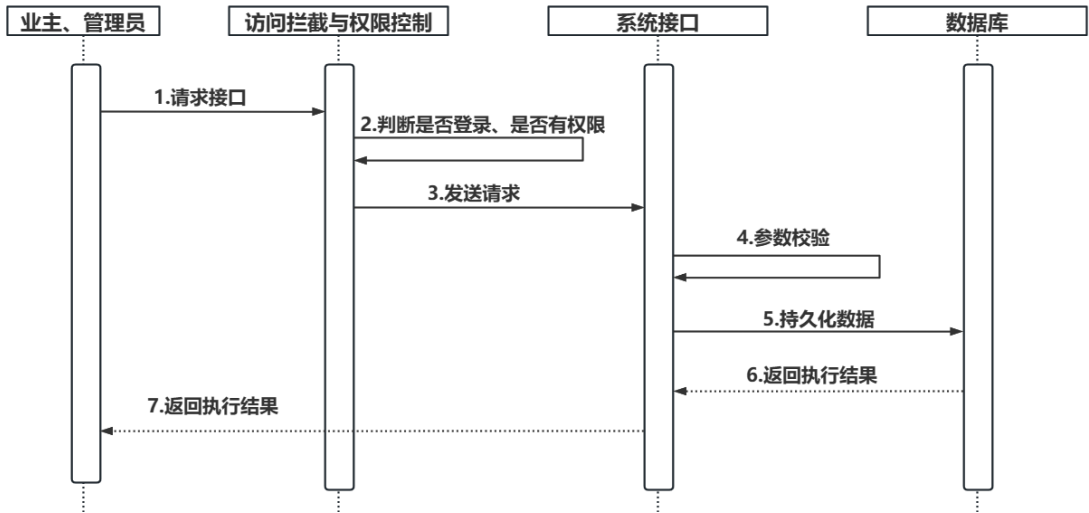 业主、管理员
访问拦截与权限控制
系统接口
数据库
1.请求接口
2.判断是否登录、是否有权限
3.发送请求
4.参数校验
5.持久化数据
6.返回执行结果
7.返回执行结果